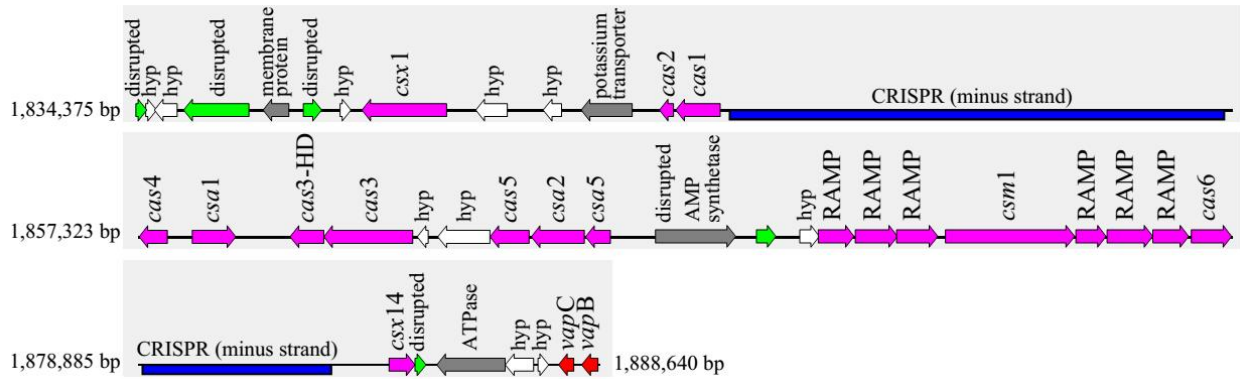 disrupted
hyp
hyp
disrupted
membrane
protein
disrupted
hyp
csx1
hyp
hyp
potassium
transporter
cas2
cas1
CRISPR (minus strand)
1,834,375 bp
cas4
csa1
cas3-HD
cas3
hyp
hyp
cas5
csa2
csa5
disrupted
AMP
synthetase
hyp
RAMP
RAMP
RAMP
csm1
RAMP
RAMP
RAMP
cas6
1,857,323 bp
CRISPR (minus strand)
csx14
disrupted
ATPase
hyp
hyp
vapC
vapB
1,878,885 bp
1,888,640 bp